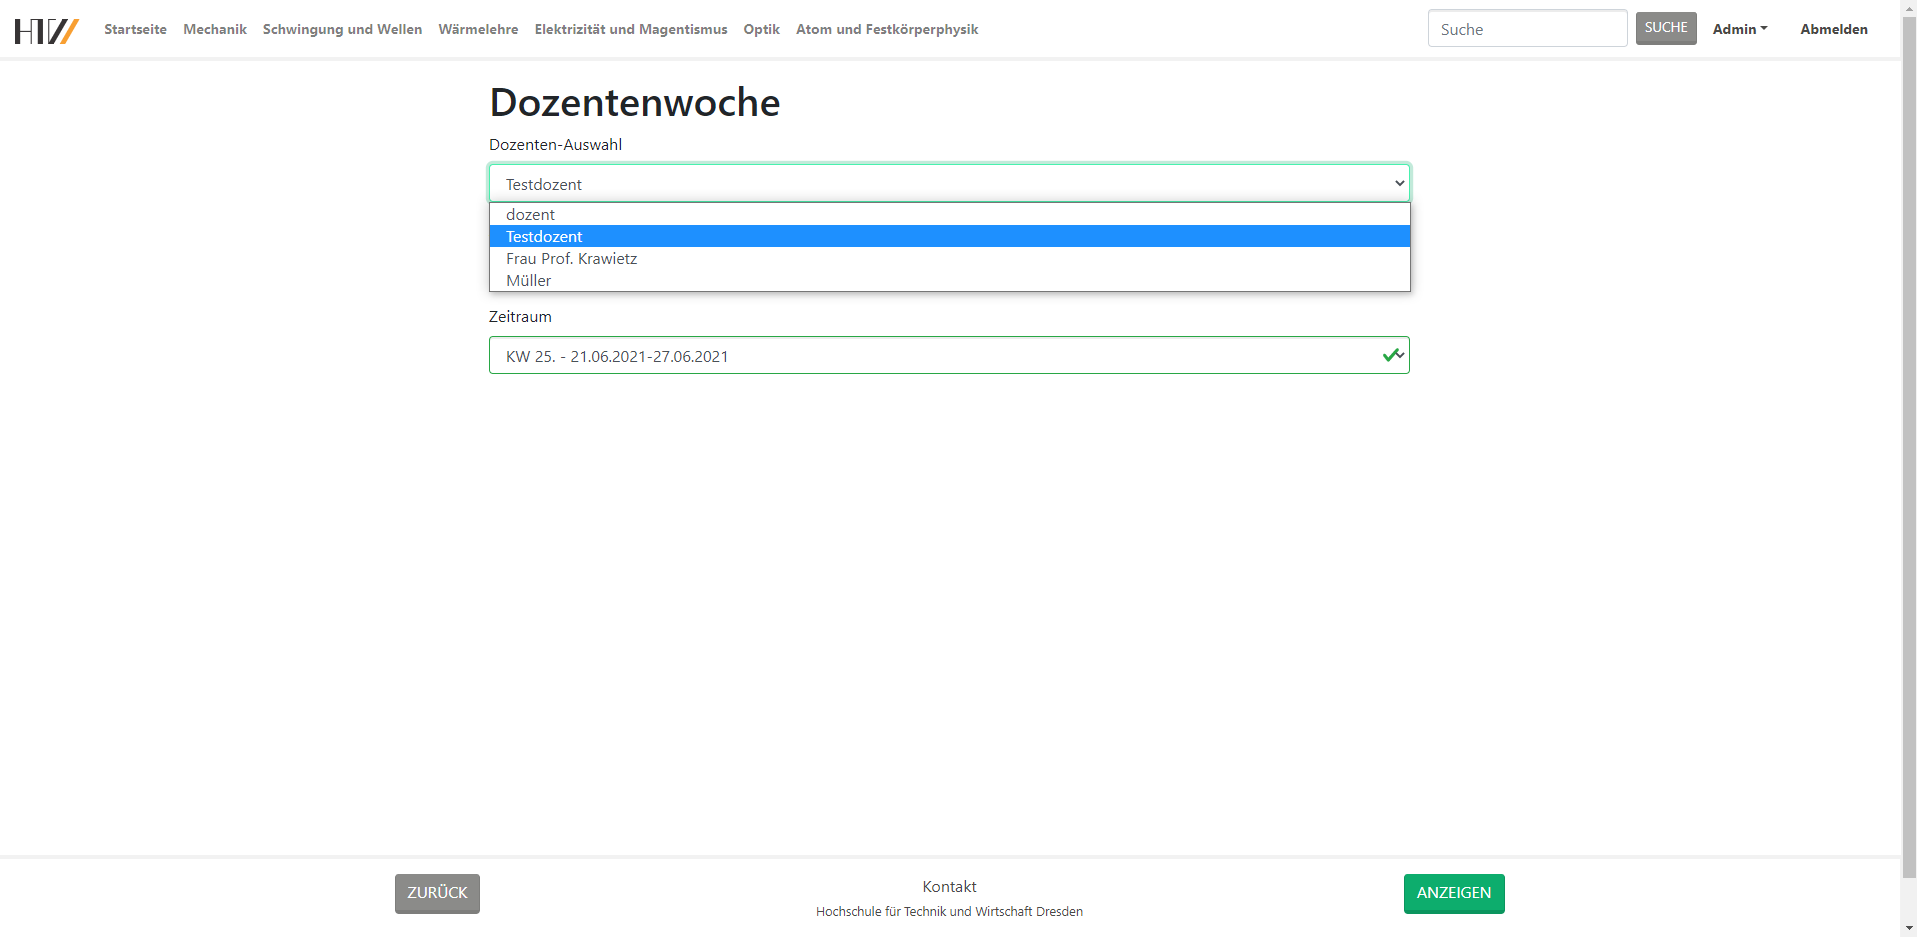 HTW Startseite Mechanik Schwingung und Wellen Wärmelehre Elektrizität und Magentismus Optik Atom und Festkörperphysik Suche SUCHE Admin Abmelden
Dozentenwoche
Dozenten-Auswahl
Testdozent
dozent
Testdozent
Frau Prof. Krawietz
Müller
Zeitraum
KW 25. - 21.06.2021-27.06.2021
ZURÜCK Kontakt ANZEIGEN
Hochschule für Technik und Wirtschaft Dresden